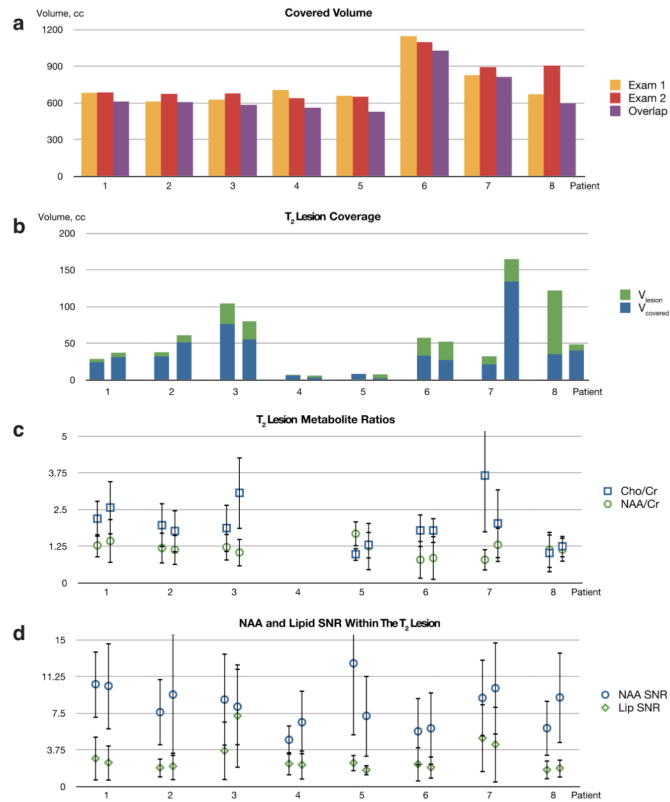 a
Volume, cc
Covered Volume
1200
900
600
300
0
1 2 3 4 5 6 7 8 Patient
Exam 1
Exam 2
Overlap
b
Volume, cc
T2 Lesion Coverage
200
150
100
50
0
1 2 3 4 5 6 7 8 Patient
Vlesion
Vcovered
c
T2 Lesion Metabolite Ratios
5
3.75
2.5
1.25
0
1 2 3 4 5 6 7 8 Patient
Cho/Cr
NAA/Cr
d
NAA and Lipid SNR Within The T2 Lesion
15
11.25
7.5
3.75
0
1 2 3 4 5 6 7 8 Patient
NAA SNR
Lip SNR